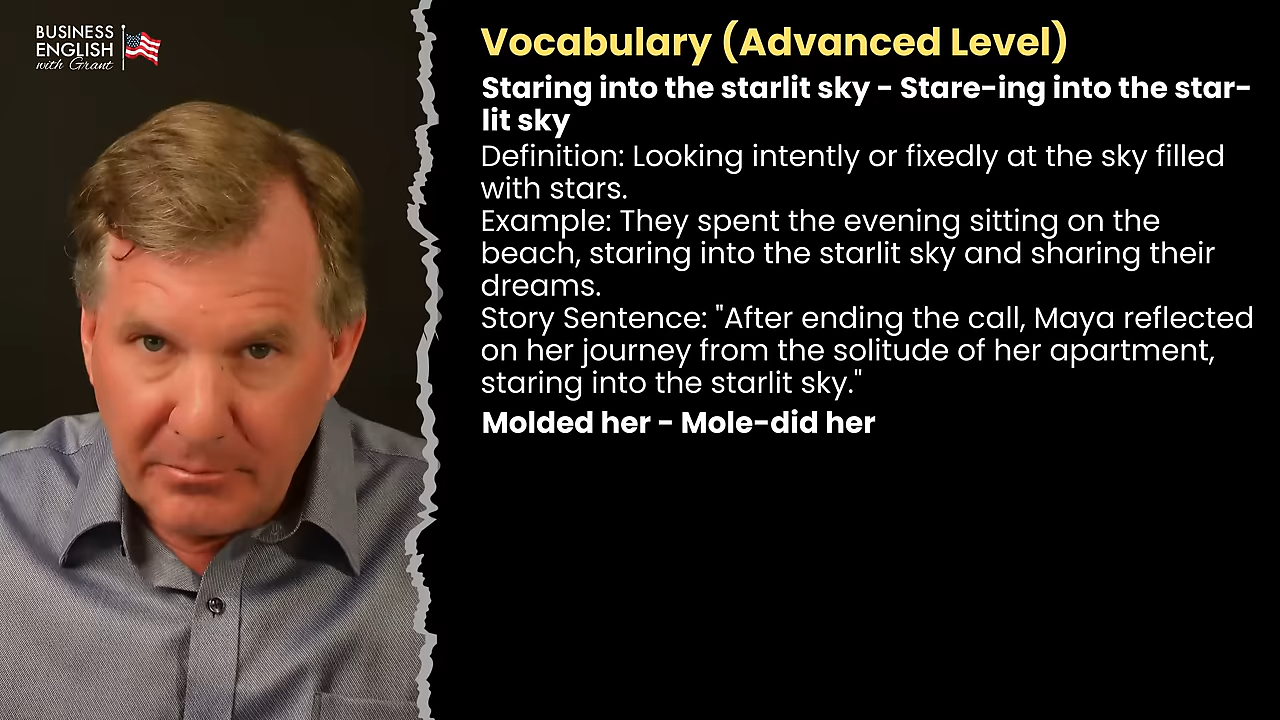 BUSINESS
ENGLISH
with Grant
Vocabulary (Advanced Level)
Staring into the starlit sky - Stare-ing into the star-
lit sky
Definition: Looking intently or fixedly at the sky filled
with stars.
Example: They spent the evening sitting on the
beach, staring into the starlit sky and sharing their
dreams.
Story Sentence: "After ending the call, Maya reflected
on her journey from the solitude of her apartment,
staring into the starlit sky."
Molded her - Mole-did her